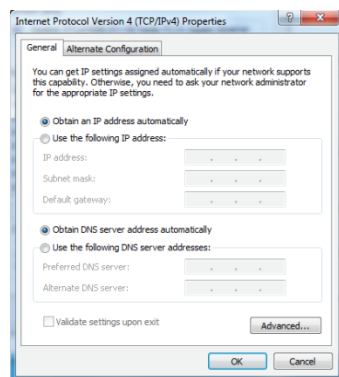 Internet Protocol Version 4 (TCP/IPv4) Properties
General
Alternate Configuration
You can get IP settings assigned automatically if your network supports
this capability. Otherwise, you need to ask your network administrator
for the appropriate IP settings.
Obtain an IP address automatically
Use the following IP address:
IP address:
Subnet mask:
Default gateway:
Obtain DNS server address automatically
Use the following DNS server addresses:
Preferred DNS server:
Alternate DNS server:
Validate settings upon exit
Advanced...
OK
Cancel